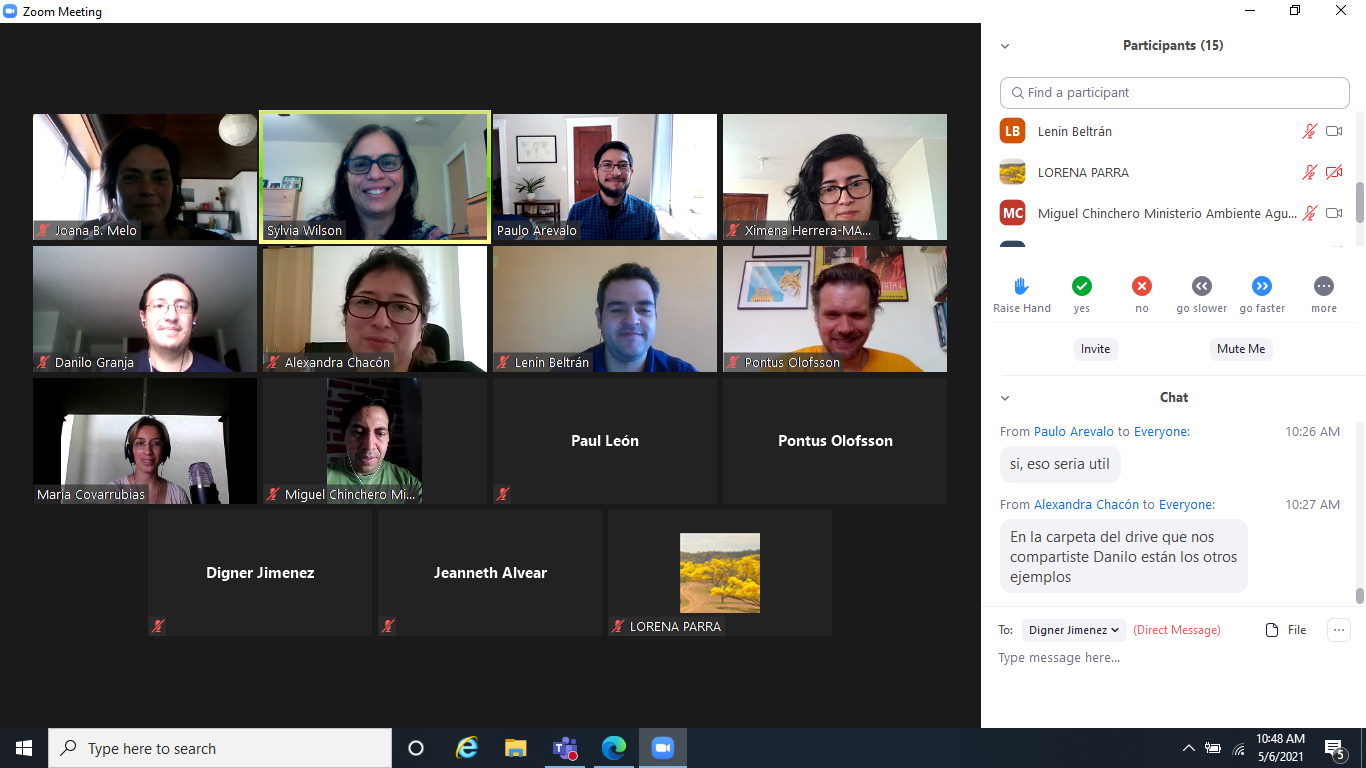 Zoom Meeting
Joana B. Melo
Sylvia Wilson
Paulo Arevalo
Ximena Herrera-MA...
Danilo Granja
Alexandra Chacón
Lenin Beltrán
Pontus Olofsson
Maria Covarrubias
Miguel Chinchero Mi...
Paul León
Pontus Olofsson
Digner Jimenez
Jeanneth Alvear
LORENA PARRA
Participants (15)
Find a participant
LB Lenin Beltrán
LORENA PARRA
MC Miguel Chinchero Ministerio Ambiente Agu...
Raise Hand yes no go slower go faster more
Invite Mute Me
Chat
From Paulo Arevalo to Everyone: 10:26 AM
si, eso seria util
From Alexandra Chacón to Everyone: 10:27 AM
En la carpeta del drive que nos
compartiste Danilo están los otros
ejemplos
To: Digner Jimenez (Direct Message) File
Type message here...
Type here to search
10:48 AM
5/6/2021
5